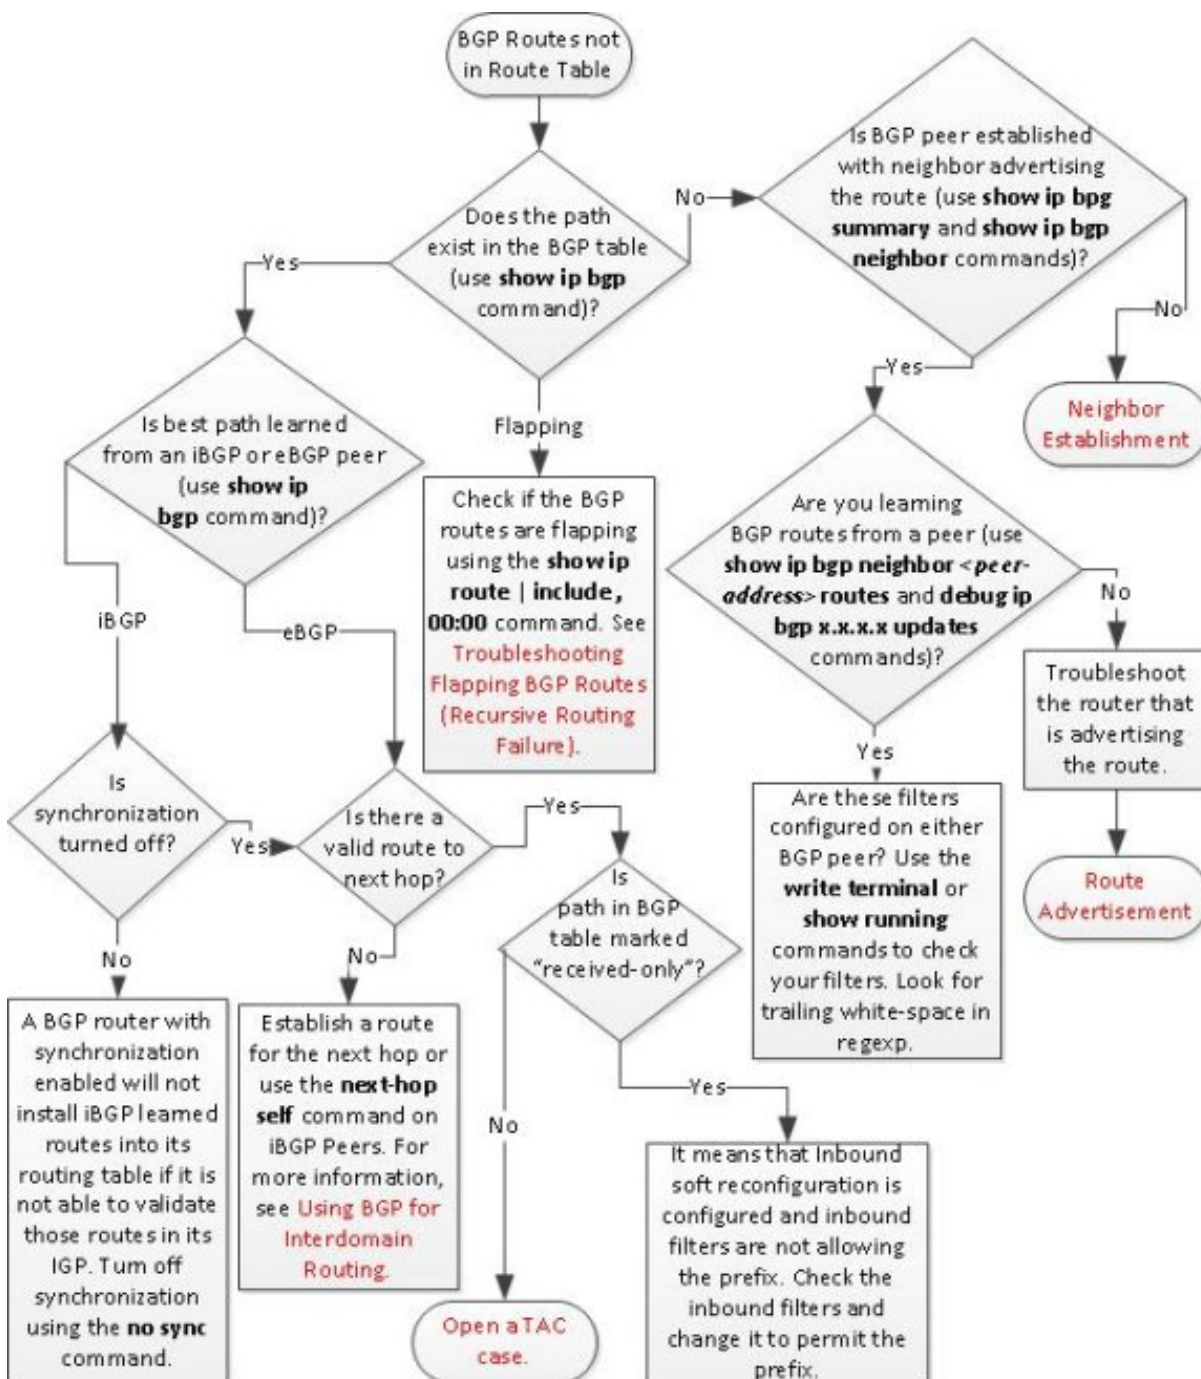 BGP Routes not
in Route Table
Is BGP peer established
with neighbor advertising
the route (use show ip bpg
summary and show ip bgp
neighbor commands)?
No
Does the path
exist in the BGP table
(use show ip bgp
command)?
Yes
No
Yes
Neighbor
Establishment
Is best path learned
from an iBGP or eBGP peer
(use show ip
bgp command)?
Flapping
Check if the BGP
routes are flapping
using the show ip
route | include ,
00:00 command. See
Troubleshooting
Flapping BGP Routes
(Recursive Routing
Failure).
Are you learning
BGP routes from a peer (use
show ip bgp neighbor <peer-
address> routes and debug ip
bgp x.x.x.x updates
commands)?
No
iBGP
eBGP
Troubleshoot
the router that
is advertising
the route.
Yes
Route
Advertisement
Are these filters
configured on either
BGP peer? Use the
write terminal or
show running
commands to check
your filters. Look for
trailing white-space in
regexp.
Is
synchronization
turned off?
Yes
Is there a
valid route to
next hop?
Yes
Is
path in BGP
table marked
“received-only”?
No
A BGP router with
synchronization
enabled will not
install iBGP learned
routes into its
routing table if it is
not able to validate
those routes in its
IGP. Turn off
synchronization
using the no sync
command.
No
Establish a route
for the next hop or
use the next-hop
self command on
iBGP Peers. For
more information,
see Using BGP for
Interdomain
Routing.
No
Open a TAC
case.
Yes
It means that Inbound
soft reconfiguration is
configured and inbound
filters are not allowing
the prefix. Check the
inbound filters and
change it to permit the
prefix.